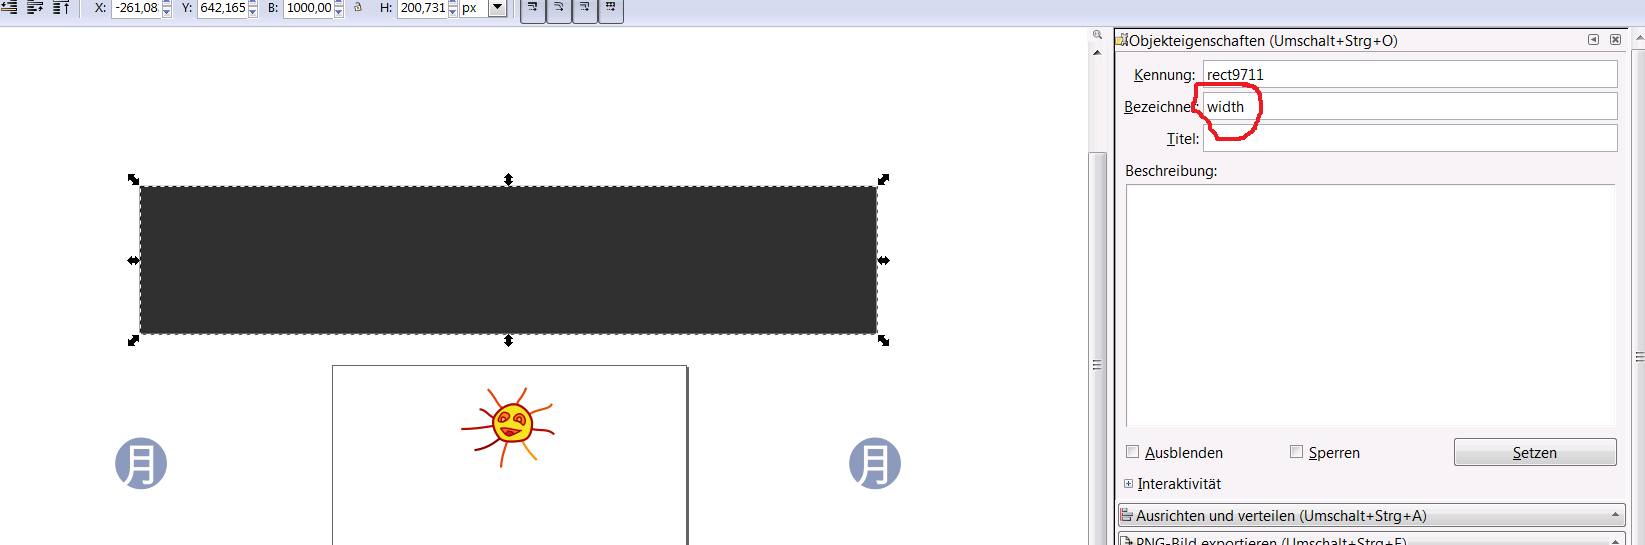 X: -261,08 Y: 642,165 B: 1000,00 H: 200,731 px
Objekteigenschaften (Umschalt+Strg+O)
Kennung: rect9711
Bezeichner: width
Titel:
Beschreibung:
月 月
Ausblenden Sperren Setzen
Interaktivität
Ausrichten und verteilen (Umschalt+Strg+A)
PNG-Bild exportieren (Umschalt+Strg+E)